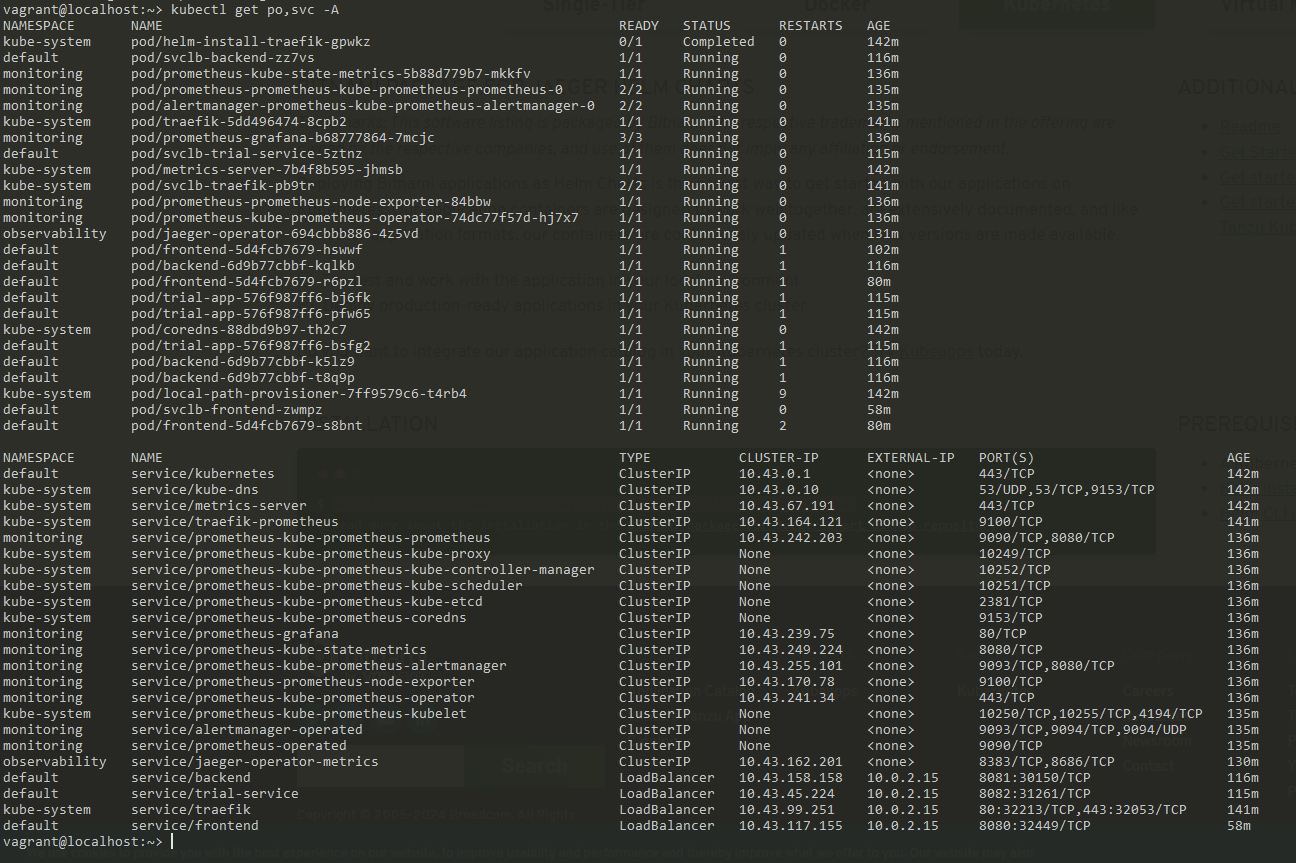 Single-Tier Docker Kubernetes Virtual
vagrant@localhost:~> kubectl get po,svc -A
NAMESPACE NAME READY STATUS RESTARTS AGE
kube-system pod/helm-install-traefik-gpwkz 0/1 Completed 0 142m
default pod/svclb-backend-zz7vs 1/1 Running 0 116m
monitoring pod/prometheus-kube-state-metrics-5b88d779b7-mkkfv 1/1 Running 0 136m
monitoring pod/prometheus-prometheus-kube-prometheus-prometheus-0 2/2 Running 0 135m
monitoring pod/alertmanager-prometheus-kube-prometheus-alertmanager-0 2/2 Running 0 135m
kube-system pod/traefik-5dd496474-8cpb2 1/1 Running 0 141m
monitoring pod/prometheus-grafana-b68777864-7mcjc 3/3 Running 0 136m
default pod/svclb-trial-service-5ztnz 1/1 Running 0 115m
kube-system pod/metrics-server-7b4f8b595-jhmsb 1/1 Running 0 142m
kube-system pod/svclb-traefik-pb9tr 2/2 Running 0 141m
monitoring pod/prometheus-prometheus-node-exporter-84bbw 1/1 Running 0 136m
monitoring pod/prometheus-kube-prometheus-operator-74dc77f57d-hj7x7 1/1 Running 0 136m
observability pod/jaeger-operator-694cbbb886-4z5vd 1/1 Running 0 131m
default pod/frontend-5d4fcb7679-hswwf 1/1 Running 1 102m
default pod/backend-6d9b77cbbf-kqlkb 1/1 Running 1 116m
default pod/frontend-5d4fcb7679-r6pzl 1/1 Running 1 80m
default pod/trial-app-576f987ff6-bj6fk 1/1 Running 1 115m
default pod/trial-app-576f987ff6-pfw65 1/1 Running 1 115m
kube-system pod/coredns-88dbd9b97-th2c7 1/1 Running 0 142m
default pod/trial-app-576f987ff6-bsfg2 1/1 Running 1 115m
default pod/backend-6d9b77cbbf-k5lz9 1/1 Running 1 116m
default pod/backend-6d9b77cbbf-t8q9p 1/1 Running 1 116m
kube-system pod/local-path-provisioner-7ff9579c6-t4rb4 1/1 Running 9 142m
default pod/svclb-frontend-zwmpz 1/1 Running 0 58m
default pod/frontend-5d4fcb7679-s8bnt 1/1 Running 2 80m
NAMESPACE NAME TYPE CLUSTER-IP EXTERNAL-IP PORT(S) AGE
default service/kubernetes ClusterIP 10.43.0.1 <none> 443/TCP 142m
kube-system service/kube-dns ClusterIP 10.43.0.10 <none> 53/UDP,53/TCP,9153/TCP 142m
kube-system service/metrics-server ClusterIP 10.43.67.191 <none> 443/TCP 142m
kube-system service/traefik-prometheus ClusterIP 10.43.164.121 <none> 9100/TCP 141m
monitoring service/prometheus-kube-prometheus-prometheus ClusterIP 10.43.242.203 <none> 9090/TCP,8080/TCP 136m
kube-system service/prometheus-kube-prometheus-kube-proxy ClusterIP None <none> 10249/TCP 136m
kube-system service/prometheus-kube-prometheus-kube-controller-manager ClusterIP None <none> 10252/TCP 136m
kube-system service/prometheus-kube-prometheus-kube-scheduler ClusterIP None <none> 10251/TCP 136m
kube-system service/prometheus-kube-prometheus-kube-etcd ClusterIP None <none> 2381/TCP 136m
kube-system service/prometheus-kube-prometheus-coredns ClusterIP None <none> 9153/TCP 136m
monitoring service/prometheus-grafana ClusterIP 10.43.239.75 <none> 80/TCP 136m
monitoring service/prometheus-kube-state-metrics ClusterIP 10.43.249.224 <none> 8080/TCP 136m
monitoring service/prometheus-kube-prometheus-alertmanager ClusterIP 10.43.255.101 <none> 9093/TCP,8080/TCP 136m
monitoring service/prometheus-prometheus-node-exporter ClusterIP 10.43.170.78 <none> 9100/TCP 136m
monitoring service/prometheus-kube-prometheus-operator ClusterIP 10.43.241.34 <none> 443/TCP 136m
kube-system service/prometheus-kube-prometheus-kubelet ClusterIP None <none> 10250/TCP,10255/TCP,4194/TCP 135m
monitoring service/alertmanager-operated ClusterIP None <none> 9093/TCP,9094/TCP,9094/UDP 135m
monitoring service/prometheus-operated ClusterIP None <none> 9090/TCP 135m
observability service/jaeger-operator-metrics ClusterIP 10.43.162.201 <none> 8383/TCP,8686/TCP 130m
default service/backend LoadBalancer 10.43.158.158 10.0.2.15 8081:30150/TCP 116m
default service/trial-service LoadBalancer 10.43.45.224 10.0.2.15 8082:31261/TCP 115m
kube-system service/traefik LoadBalancer 10.43.99.251 10.0.2.15 80:32213/TCP,443:32053/TCP 141m
default service/frontend LoadBalancer 10.43.117.155 10.0.2.15 8080:32449/TCP 58m
vagrant@localhost:~>